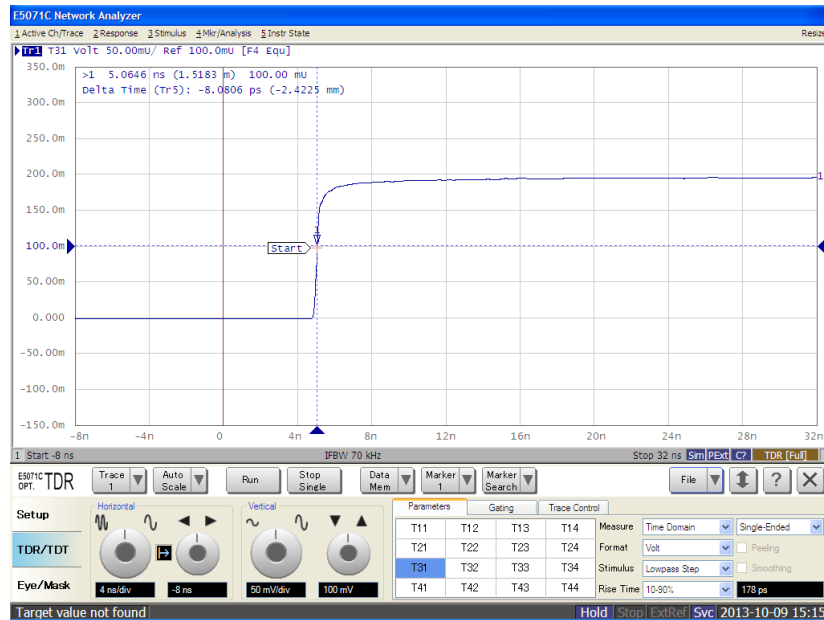 E5071C Network Analyzer
1 Active Ch/Trace 2 Response 3 Stimulus 4 Mkr/Analysis 5 Instr State Resize
Tr1 T31 Volt 50.00mU/ Ref 100.0mU [F4 Equ]
350.0m
>1 5.0646 ns (1.5183 m) 100.00 mU
Delta Time (Tr5): -8.0806 ps (-2.4225 mm)
300.0m
250.0m
200.0m
1
150.0m
100.0m
Start
50.00m
0.000
-50.00m
-100.0m
-150.0m
-8n -4n 0 4n 8n 12n 16n 20n 24n 28n 32n
1 Start -8 ns IFBW 70 kHz Stop 32 ns Sim PExt C? TDR [Full]
E5071C OPT. TDR
Trace 1
Auto Scale
Run
Stop Single
Data Mem
Marker 1
Marker Search
File
?
Setup
TDR/TDT
Eye/Mask
Horizontal
4 ns/div -8 ns
Vertical
50 mV/div 100 mV
Parameters Gating Trace Control
T11 T12 T13 T14
T21 T22 T23 T24
T31 T32 T33 T34
T41 T42 T43 T44
Measure Time Domain Single-Ended
Format Volt Peeling
Stimulus Lowpass Step Smoothing
Rise Time 10-90% 178 ps
Target value not found Hold Stop ExtRef Svc 2013-10-09 15:15